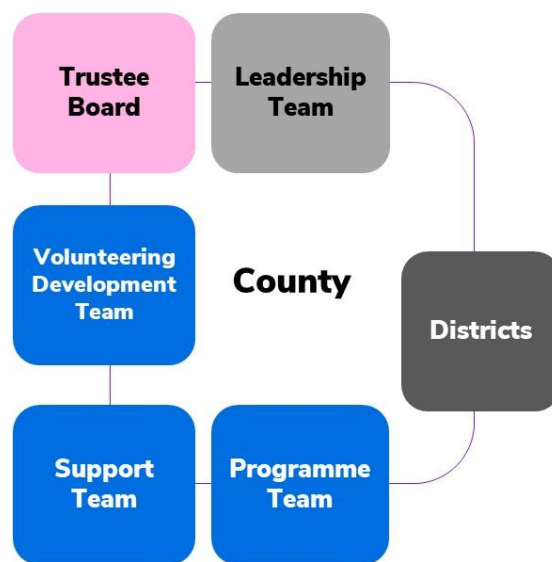 Trustee
Board
Leadership
Team
Volunteering
Development
Team
County
Districts
Support
Team
Programme
Team